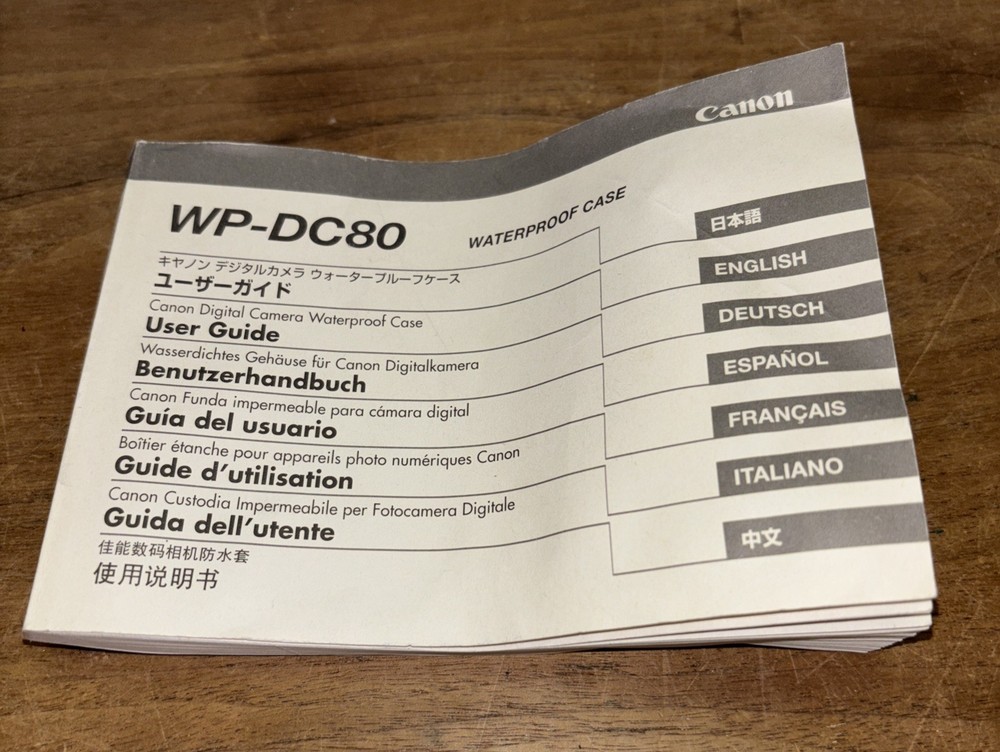 Canon
WP-DC80
WATERPROOF CASE
キヤノン デジタルカメラ ウォータープルーフケース
ユーザーガイド
日本語
Canon Digital Camera Waterproof Case
User Guide
ENGLISH
Wasserdichtes Gehäuse für Canon Digitalkamera
Benutzerhandbuch
DEUTSCH
Canon Funda impermeable para cámara digital
Guía del usuario
ESPAÑOL
Boîtier étanche pour appareils photo numériques Canon
Guide d'utilisation
FRANÇAIS
Canon Custodia Impermeabile per Fotocamera Digitale
Guida dell'utente
ITALIANO
佳能数码相机防水套
使用说明书
中文